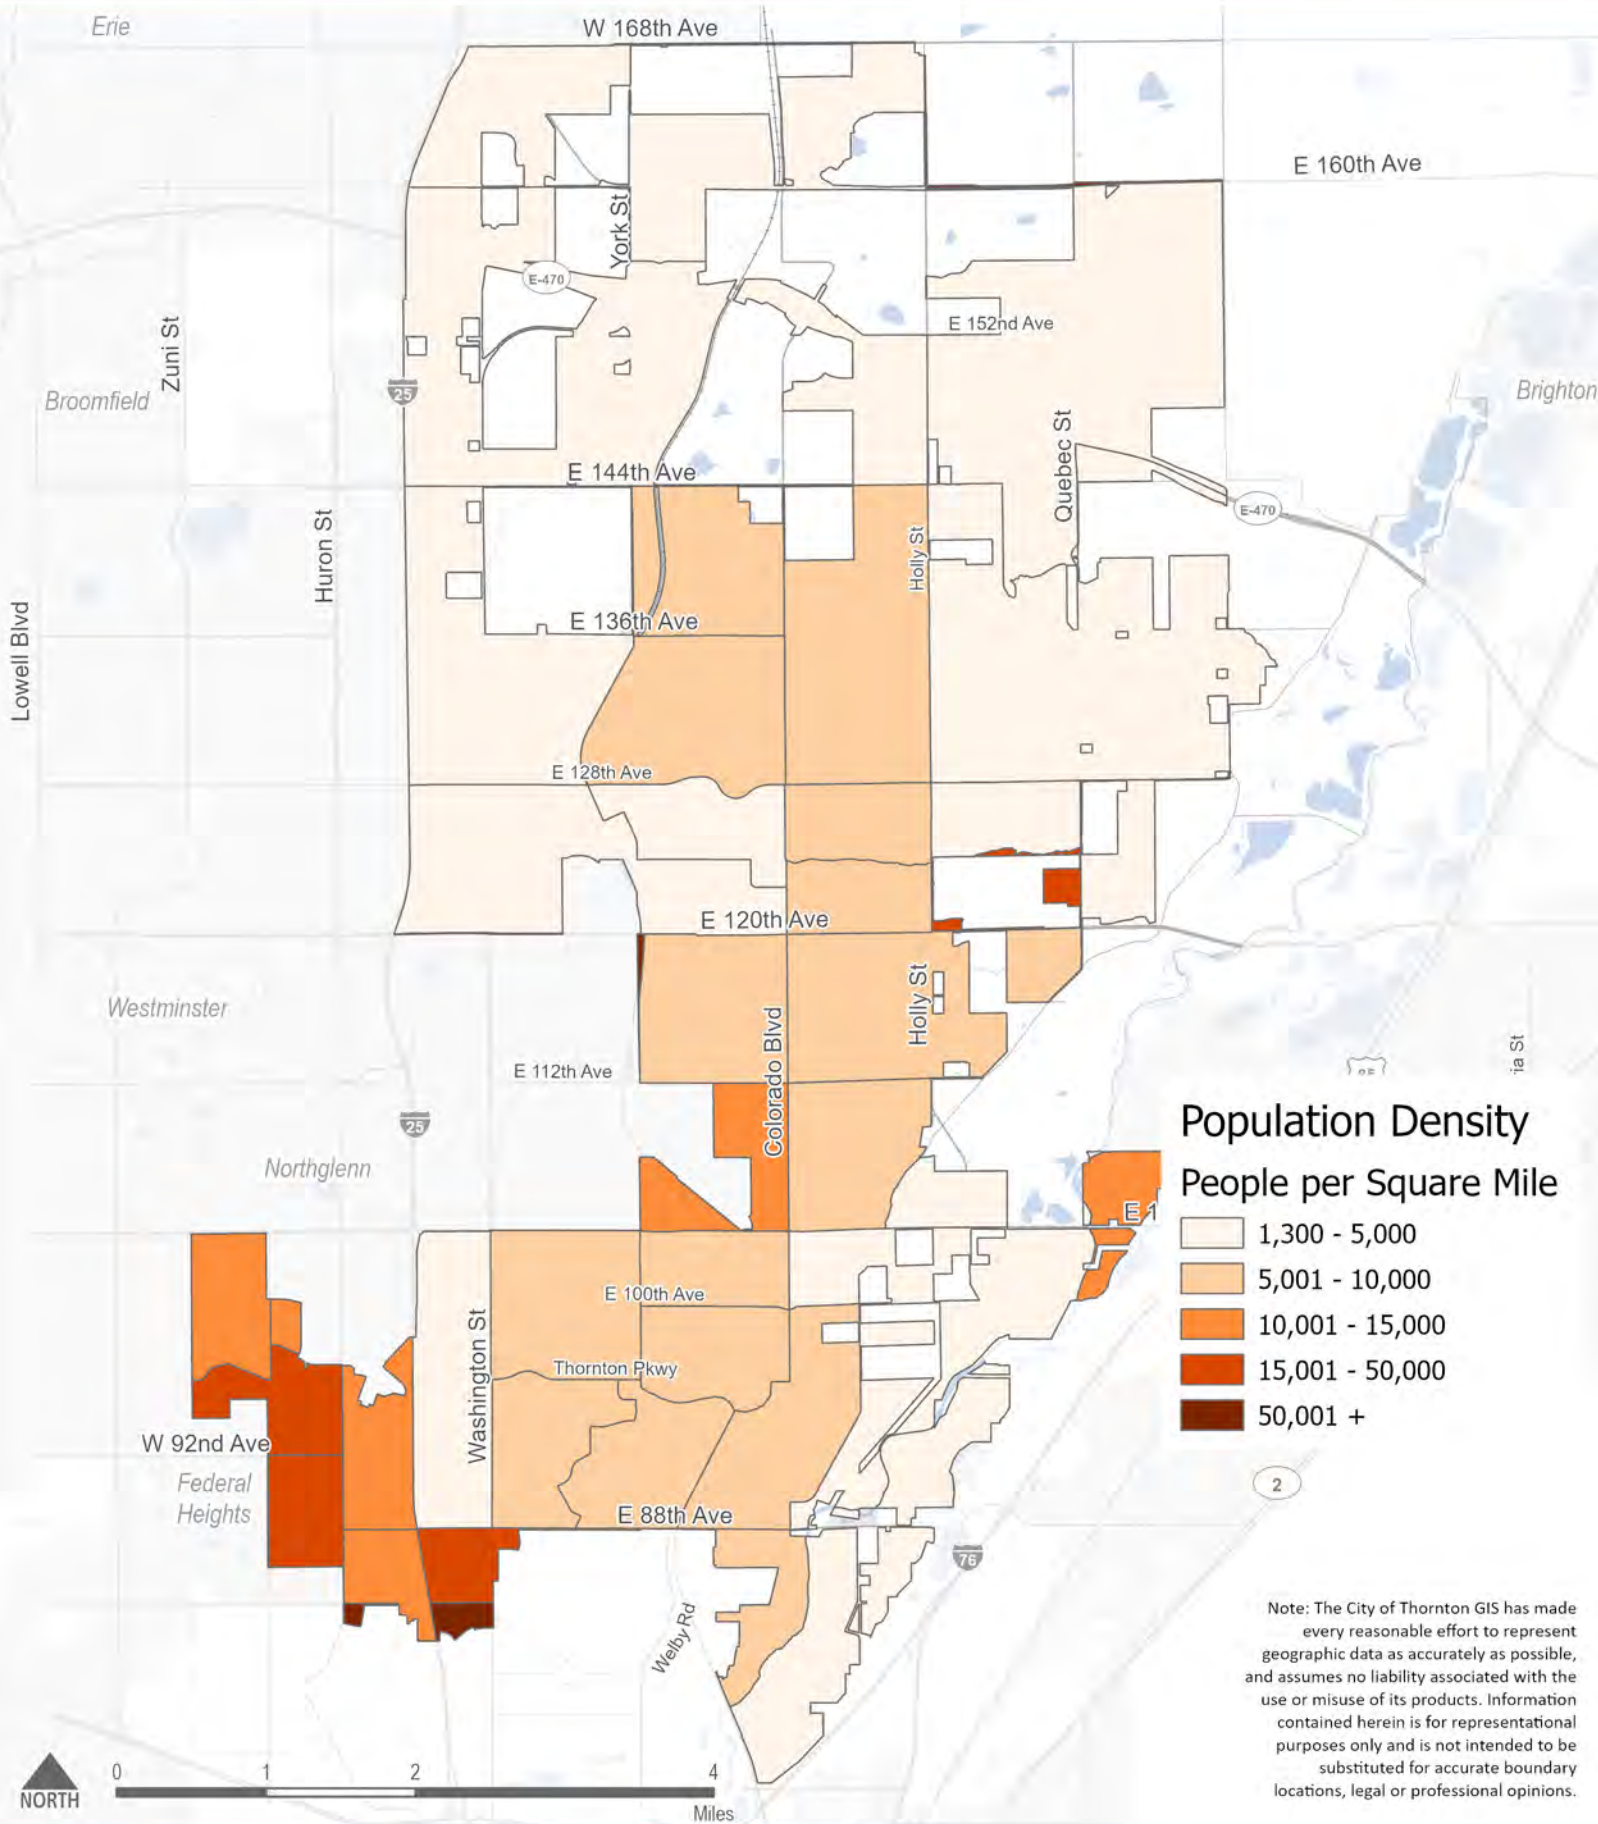 Erie
W 168th Ave
E 160th Ave
York St
E-470
E 152nd Ave
Zuni St
25
Broomfield
Brighton
Quebec St
E 144th Ave
E-470
Huron St
Holly St
E 136th Ave
Lowell Blvd
E 128th Ave
E 120th Ave
Holly St
Westminster
Colorado Blvd
E 112th Ave
ia St
25
Northglenn
Population Density
People per Square Mile
E 1
1,300 - 5,000
5,001 - 10,000
10,001 - 15,000
15,001 - 50,000
50,001 +
E 100th Ave
Washington St
Thornton Pkwy
W 92nd Ave
Federal
Heights
2
E 88th Ave
76
Welby Rd
Note: The City of Thornton GIS has made
every reasonable effort to represent
geographic data as accurately as possible,
and assumes no liability associated with the
use or misuse of its products. Information
contained herein is for representational
purposes only and is not intended to be
substituted for accurate boundary
locations, legal or professional opinions.
NORTH
0 1 2 4
Miles